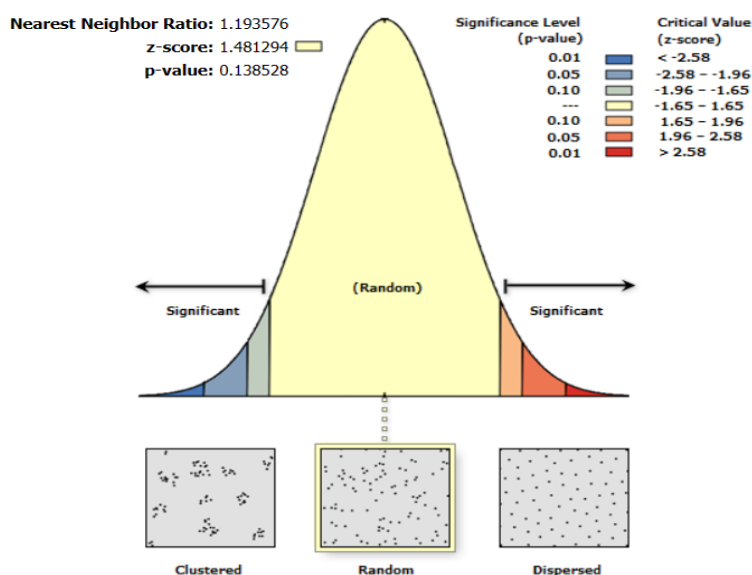 Nearest Neighbor Ratio: 1.193576
z-score: 1.481294
p-value: 0.138528
Significance Level
(p-value)
Critical Value
(z-score)
0.01 < -2.58
0.05 -2.58 – -1.96
0.10 -1.96 – -1.65
--- -1.65 – 1.65
0.10 1.65 – 1.96
0.05 1.96 – 2.58
0.01 > 2.58
Significant
(Random)
Significant
Clustered
Random
Dispersed